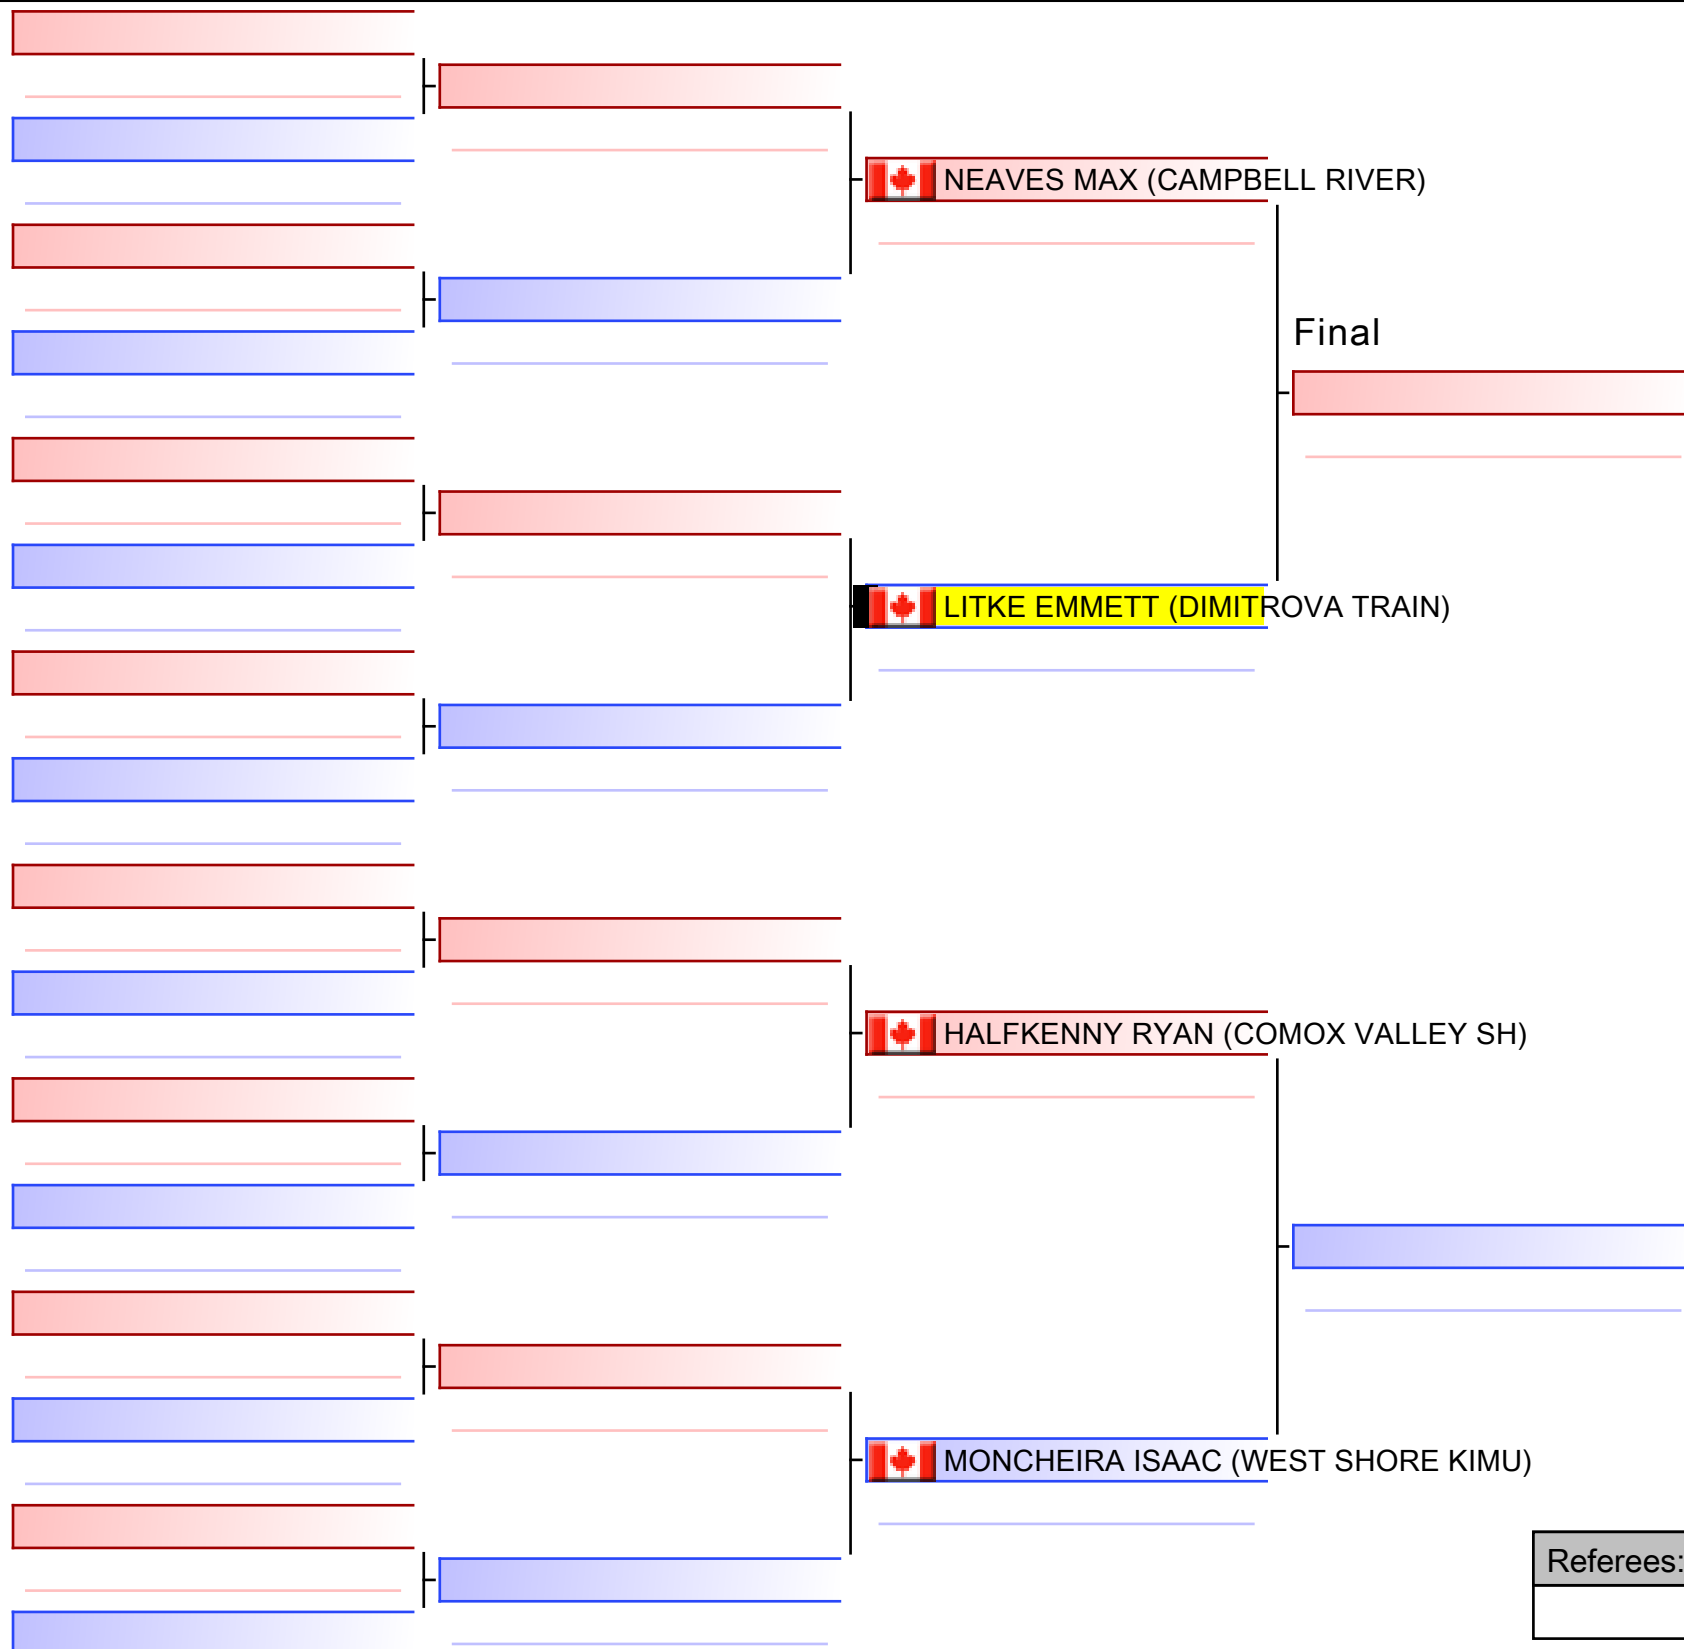 NEAVES MAX (CAMPBELL RIVER)
Final
LITKE EMMETT (DIMITROVA TRAIN)
HALFKENNY RYAN (COMOX VALLEY SH)
MONCHEIRA ISAAC (WEST SHORE KIMU)
Referees: